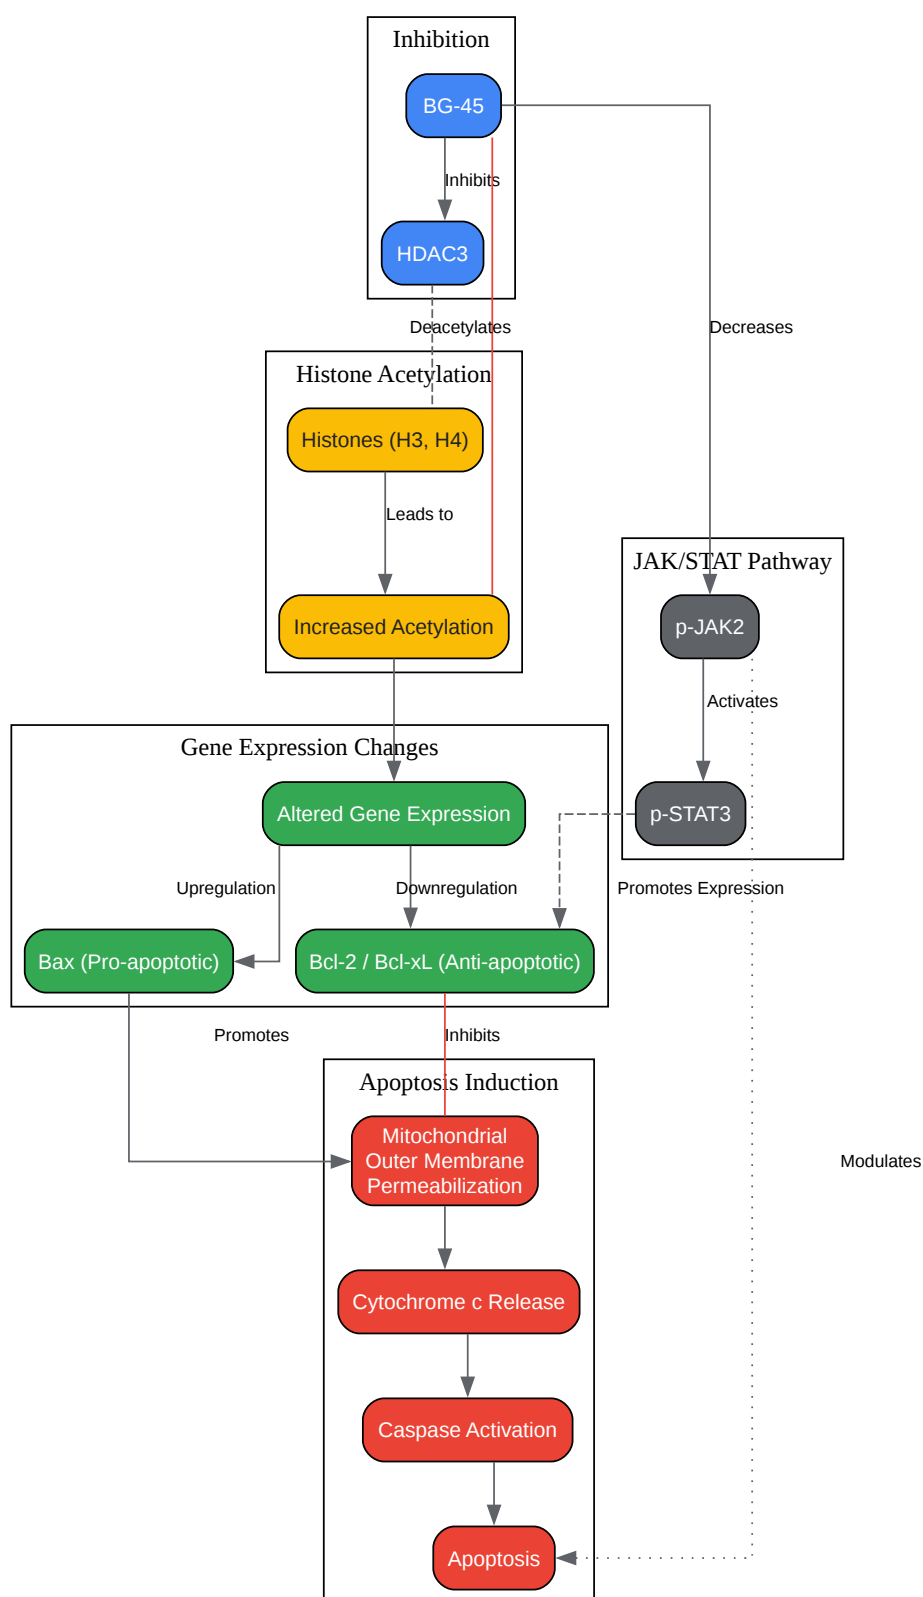 Inhibition
BG-45
Inhibits
HDAC3
Deacetylates
Decreases
Histone Acetylation
Histones (H3, H4)
Leads to
JAK/STAT Pathway
Increased Acetylation
p-JAK2
Activates
Gene Expression Changes
Altered Gene Expression
p-STAT3
Upregulation
Downregulation
Promotes Expression
Bax (Pro-apoptotic)
Bcl-2 / Bcl-xL (Anti-apoptotic)
Promotes
Inhibits
Apoptosis Induction
Mitochondrial
Outer Membrane
Permeabilization
Modulates
Cytochrome c Release
Caspase Activation
Apoptosis